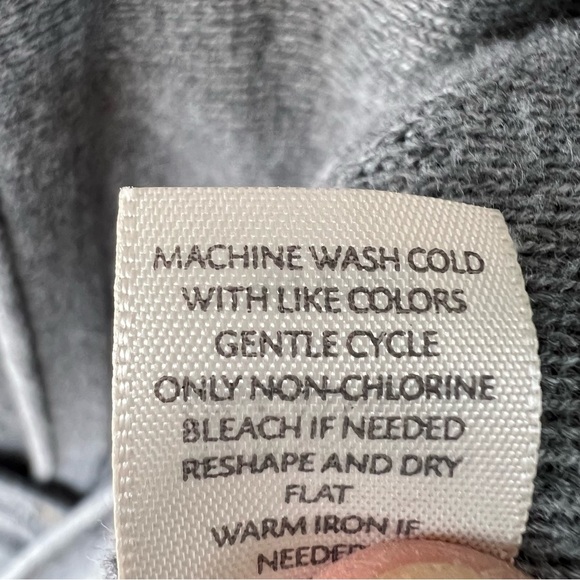 MACHINE WASH COLD
WITH LIKE COLORS
GENTLE CYCLE
ONLY NON-CHLORINE
BLEACH IF NEEDED
RESHAPE AND DRY
FLAT
WARM IRON IF
NEEDED